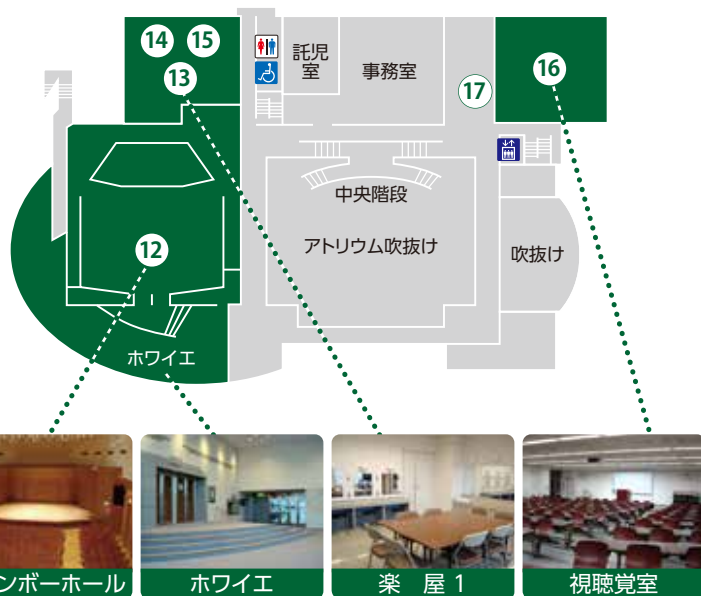 14 15
13
託児
室
事務室
16
17
中央階段
アトリウム吹抜け
吹抜け
12
ホワイエ
ンボーホール
ホワイエ
楽 屋 1
視聴覚室